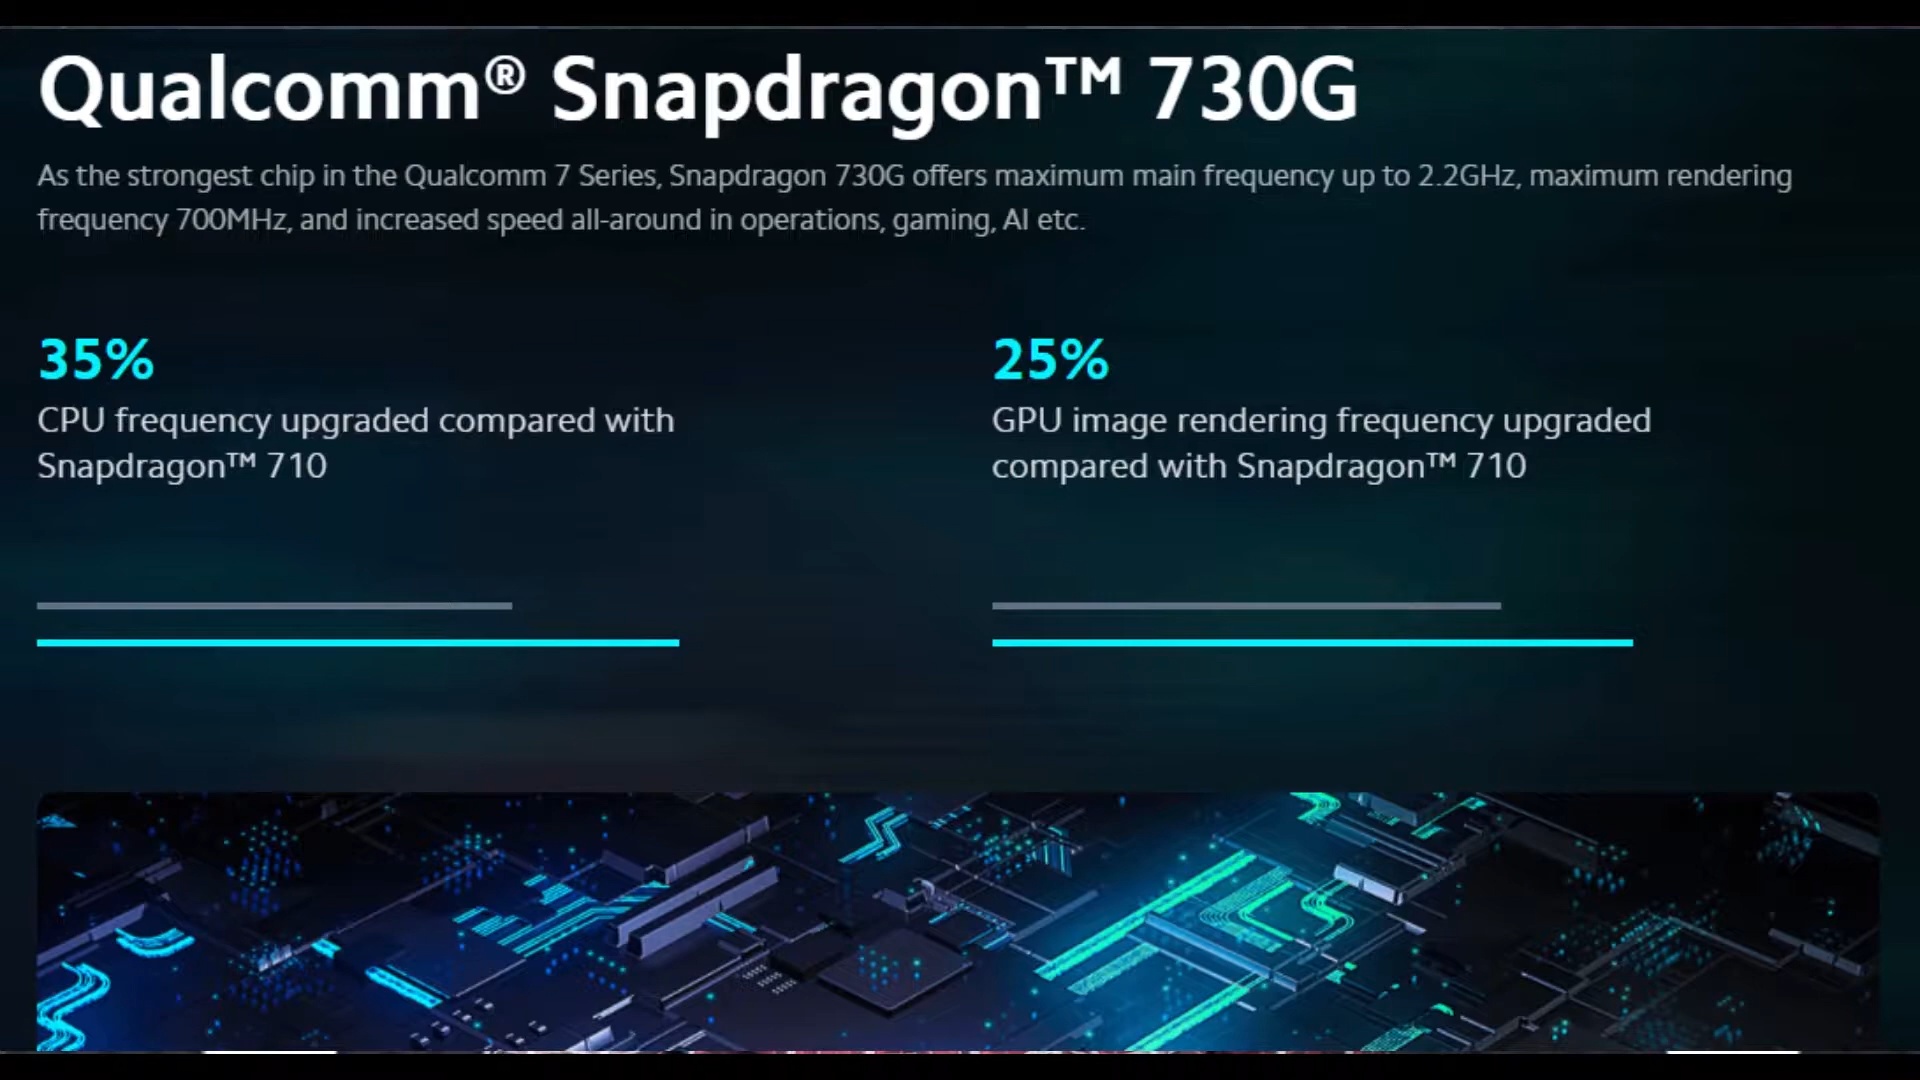 Qualcomm® Snapdragon™ 730G
As the strongest chip in the Qualcomm 7 Series, Snapdragon 730G offers maximum main frequency up to 2.2GHz, maximum rendering
frequency 700MHz, and increased speed all-around in operations, gaming, AI etc.
35%
CPU frequency upgraded compared with
Snapdragon™ 710
25%
GPU image rendering frequency upgraded
compared with Snapdragon™ 710